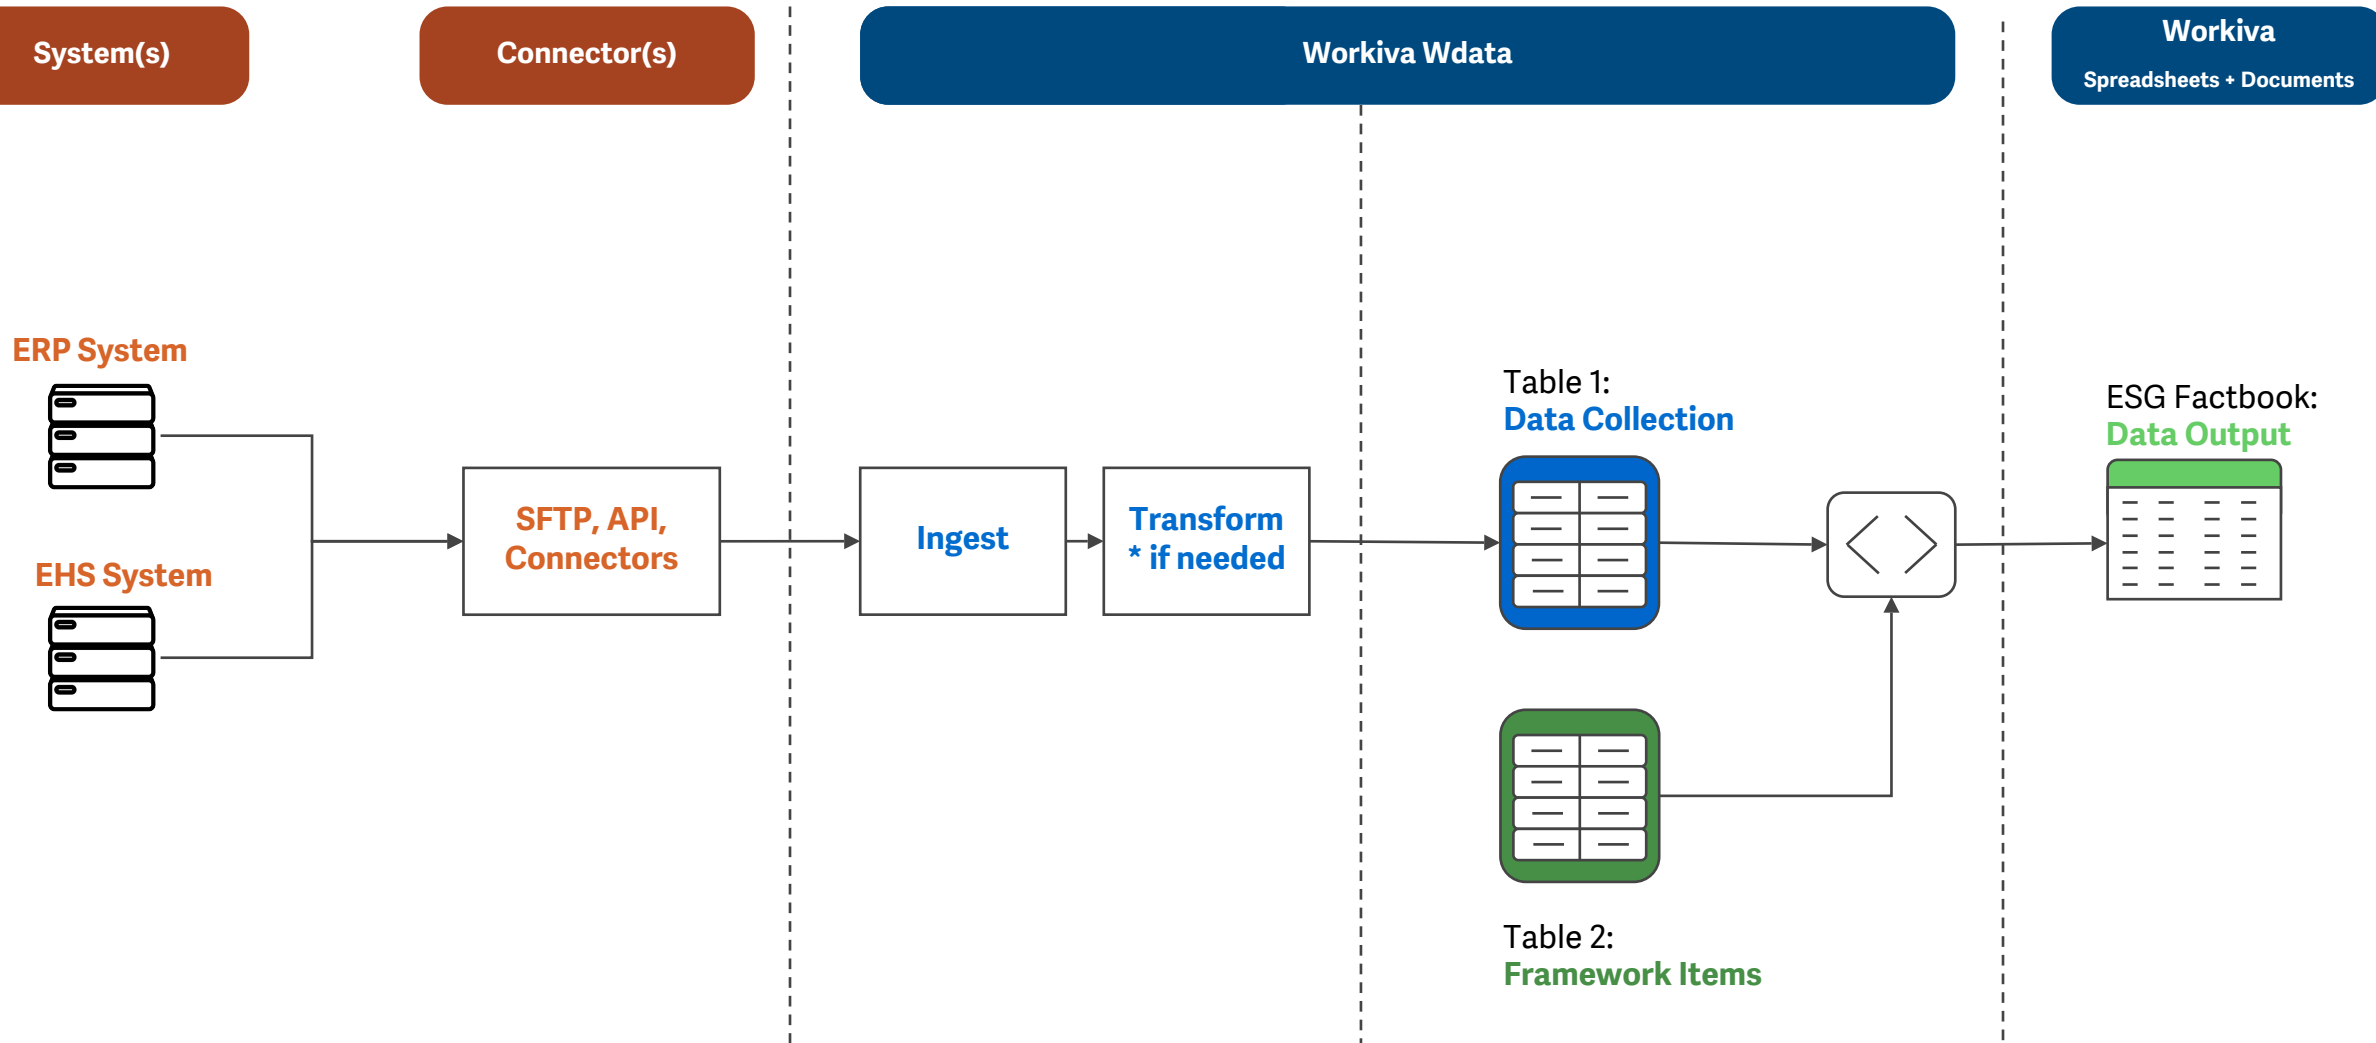 System(s)
Connector(s)
Workiva Wdata
Workiva
Spreadsheets + Documents
ERP System
EHS System
SFTP, API,
Connectors
Ingest
Transform
* if needed
Table 1:
Data Collection
Table 2:
Framework Items
ESG Factbook:
Data Output